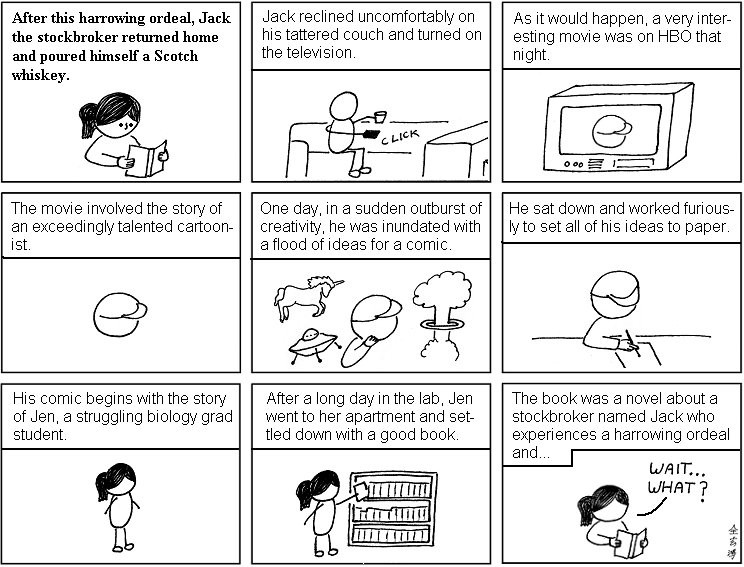 After this harrowing ordeal, Jack
the stockbroker returned home
and poured himself a Scotch
whiskey.
Jack reclined uncomfortably on
his tattered couch and turned on
the television.
CLICK
As it would happen, a very inter-
esting movie was on HBO that
night.
The movie involved the story of
an exceedingly talented cartoon-
ist.
One day, in a sudden outburst of
creativity, he was inundated with
a flood of ideas for a comic.
He sat down and worked furious-
ly to set all of his ideas to paper.
His comic begins with the story
of Jen, a struggling biology grad
student.
After a long day in the lab, Jen
went to her apartment and set-
tled down with a good book.
The book was a novel about a
stockbroker named Jack who
experiences a harrowing ordeal
and...
WAIT...
WHAT?